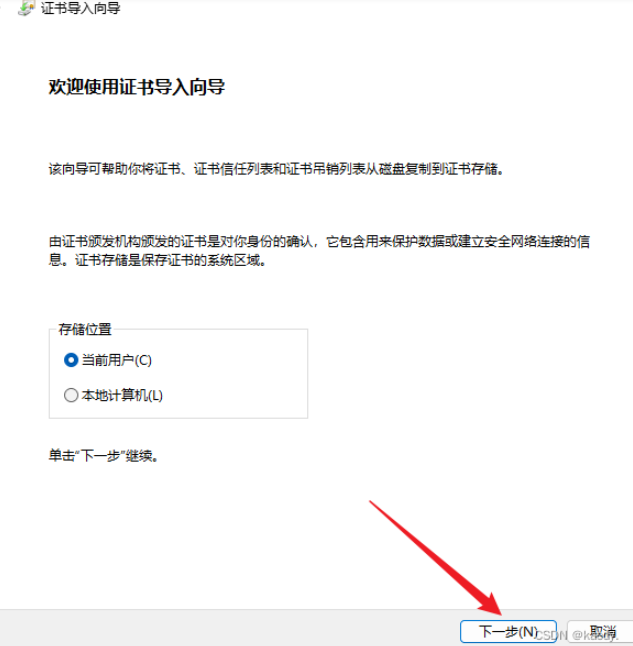 证书导入向导
欢迎使用证书导入向导
该向导可帮助你将证书、证书信任列表和证书吊销列表从磁盘复制到证书存储。
由证书颁发机构颁发的证书是对你身份的确认，它包含用来保护数据或建立安全网络连接的信
息。证书存储是保存证书的系统区域。
存储位置
当前用户(C)
本地计算机(L)
单击“下一步”继续。
下一步(N) 取消
CSDN